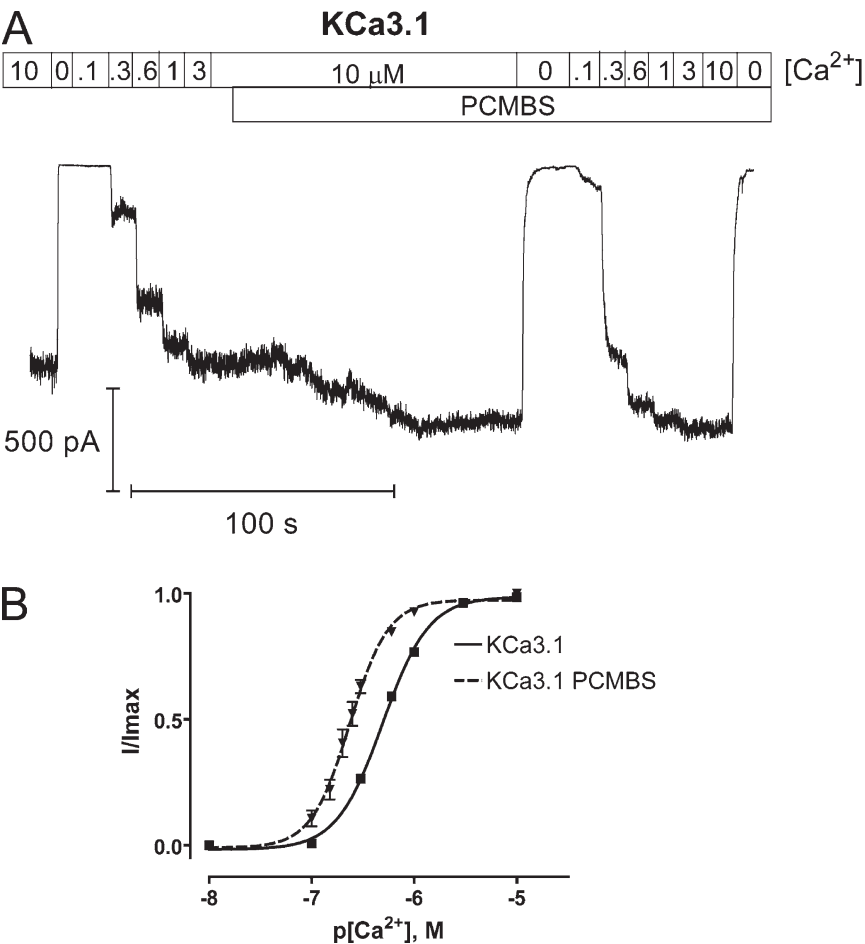 A
KCa3.1
10 0 .1 .3 .6 1 3 10 μM 0 .1 .3 .6 1 3 10 0 [Ca²⁺]
PCMBS
500 pA
100 s
B
1.0
KCa3.1
KCa3.1 PCMBS
0.5
I/Imax
0.0
-8 -7 -6 -5
p[Ca²⁺], M